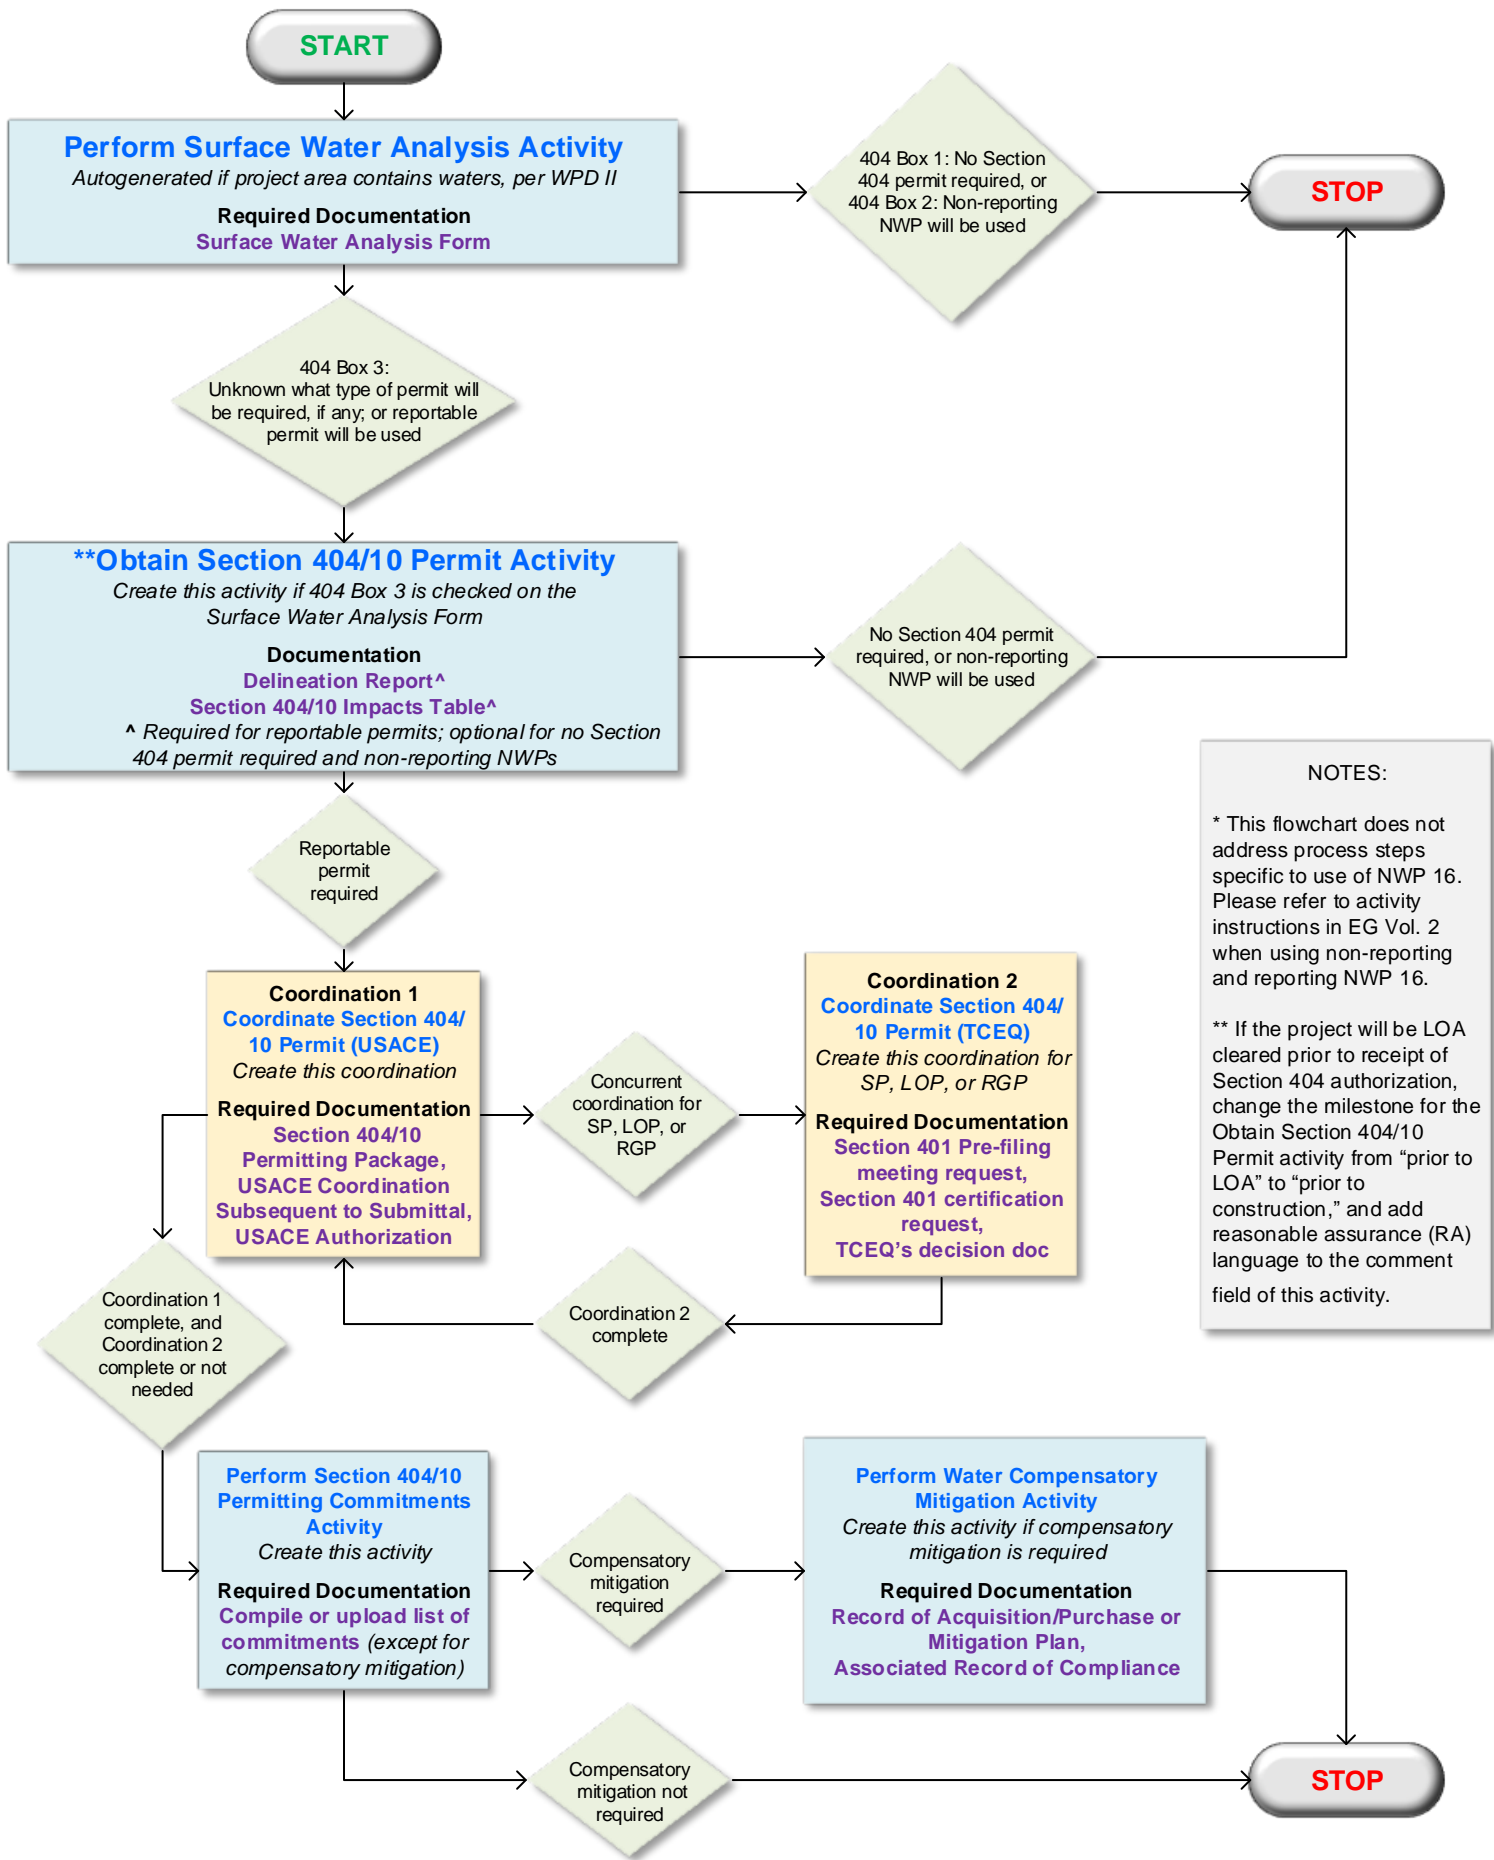 START
Perform Surface Water Analysis Activity
Autogenerated if project area contains waters, per WPD II
Required Documentation
Surface Water Analysis Form
404 Box 1: No Section
404 permit required, or
404 Box 2: Non-reporting
NWP will be used
STOP
404 Box 3:
Unknown what type of permit will
be required, if any; or reportable
permit will be used
**Obtain Section 404/10 Permit Activity
Create this activity if 404 Box 3 is checked on the
Surface Water Analysis Form
Documentation
Delineation Report^
Section 404/10 Impacts Table^
^ Required for reportable permits; optional for no Section
404 permit required and non-reporting NWPs
No Section 404 permit
required, or non-reporting
NWP will be used
Reportable
permit
required
NOTES:
* This flowchart does not
address process steps
specific to use of NWP 16.
Please refer to activity
instructions in EG Vol. 2
when using non-reporting
and reporting NWP 16.
** If the project will be LOA
cleared prior to receipt of
Section 404 authorization,
change the milestone for the
Obtain Section 404/10
Permit activity from “prior to
LOA” to “prior to
construction,” and add
reasonable assurance (RA)
language to the comment
field of this activity.
Coordination 1
Coordinate Section 404/
10 Permit (USACE)
Create this coordination
Required Documentation
Section 404/10
Permitting Package,
USACE Coordination
Subsequent to Submittal,
USACE Authorization
Concurrent
coordination for
SP, LOP, or
RGP
Coordination 2
Coordinate Section 404/
10 Permit (TCEQ)
Create this coordination for
SP, LOP, or RGP
Required Documentation
Section 401 Pre-filing
meeting request,
Section 401 certification
request,
TCEQ’s decision doc
Coordination 2
complete
Coordination 1
complete, and
Coordination 2
complete or not
needed
Perform Section 404/10
Permitting Commitments
Activity
Create this activity
Required Documentation
Compile or upload list of
commitments (except for
compensatory mitigation)
Compensatory
mitigation
required
Perform Water Compensatory
Mitigation Activity
Create this activity if compensatory
mitigation is required
Required Documentation
Record of Acquisition/Purchase or
Mitigation Plan,
Associated Record of Compliance
Compensatory
mitigation not
required
STOP